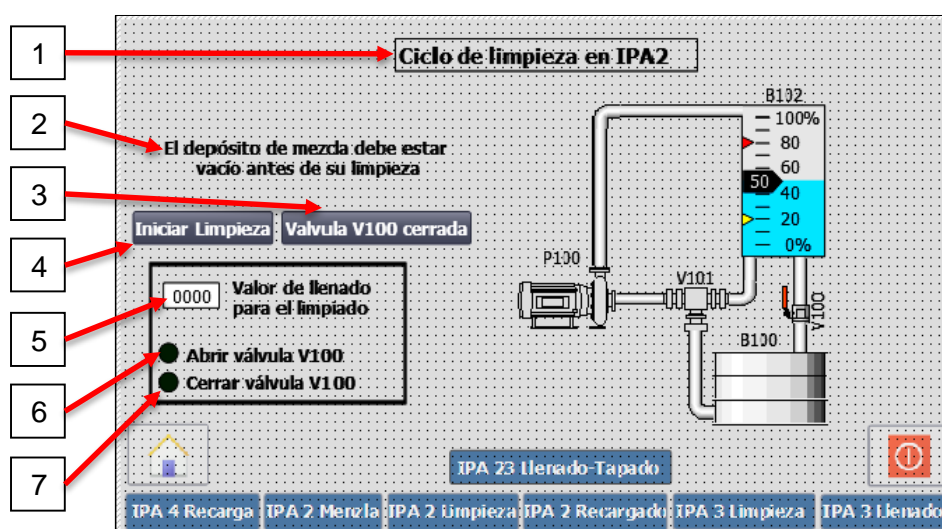 1
Ciclo de limpieza en IPA2
2
El depósito de mezcla debe estar
vacío antes de su limpieza
3
Iniciar Limpieza
Valvula V100 cerrada
4
5
0000
Valor de llenado
para el limpiado
6
Abrir válvula V100
7
Cerrar válvula V100
B102
100%
80
60
50
40
20
0%
P100
V101
V100
B100
IPA 23 Llenado-Tapado
IPA 4 Recarga
IPA 2 Menzla
IPA 2 Limpieza
IPA 2 Recargado
IPA 3 Limpieza
IPA 3 Llenado